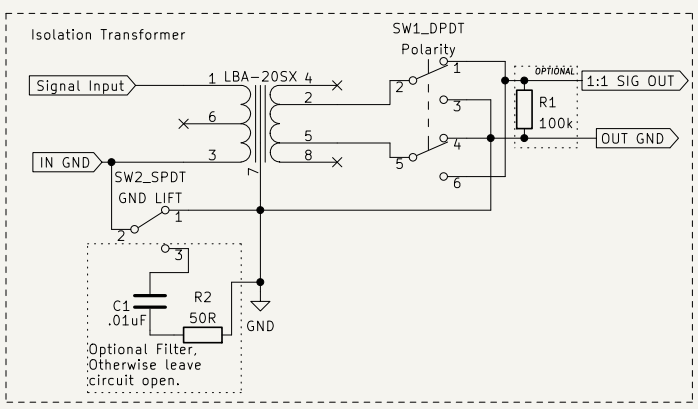 SW1_DPDT
Isolation Transformer
Polarity
1 LBA-20SX 4
1
OPTIONAL
Signal Input
2
2
1:1 SIG OUT
3
R1
100k
6
5
4
OUT GND
IN GND
3
8
5
7
SW2_SPDT
6
GND LIFT
1
2
3
C1
.01uF
R2
50R
GND
Optional Filter,
Otherwise leave
circuit open.